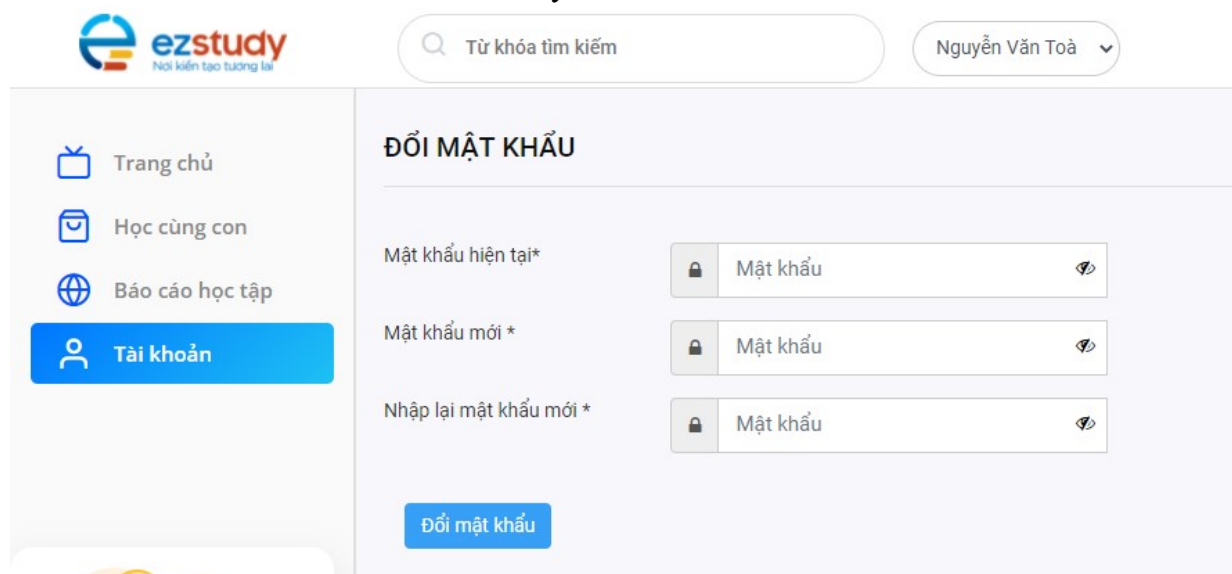 ezstudy
Nơi kiến tạo tương lai
Từ khóa tìm kiếm
Nguyễn Văn Toà
Trang chủ
Học cùng con
Báo cáo học tập
Tài khoản
ĐỔI MẬT KHẨU
Mật khẩu hiện tại*
Mật khẩu
Mật khẩu mới *
Mật khẩu
Nhập lại mật khẩu mới *
Mật khẩu
Đổi mật khẩu